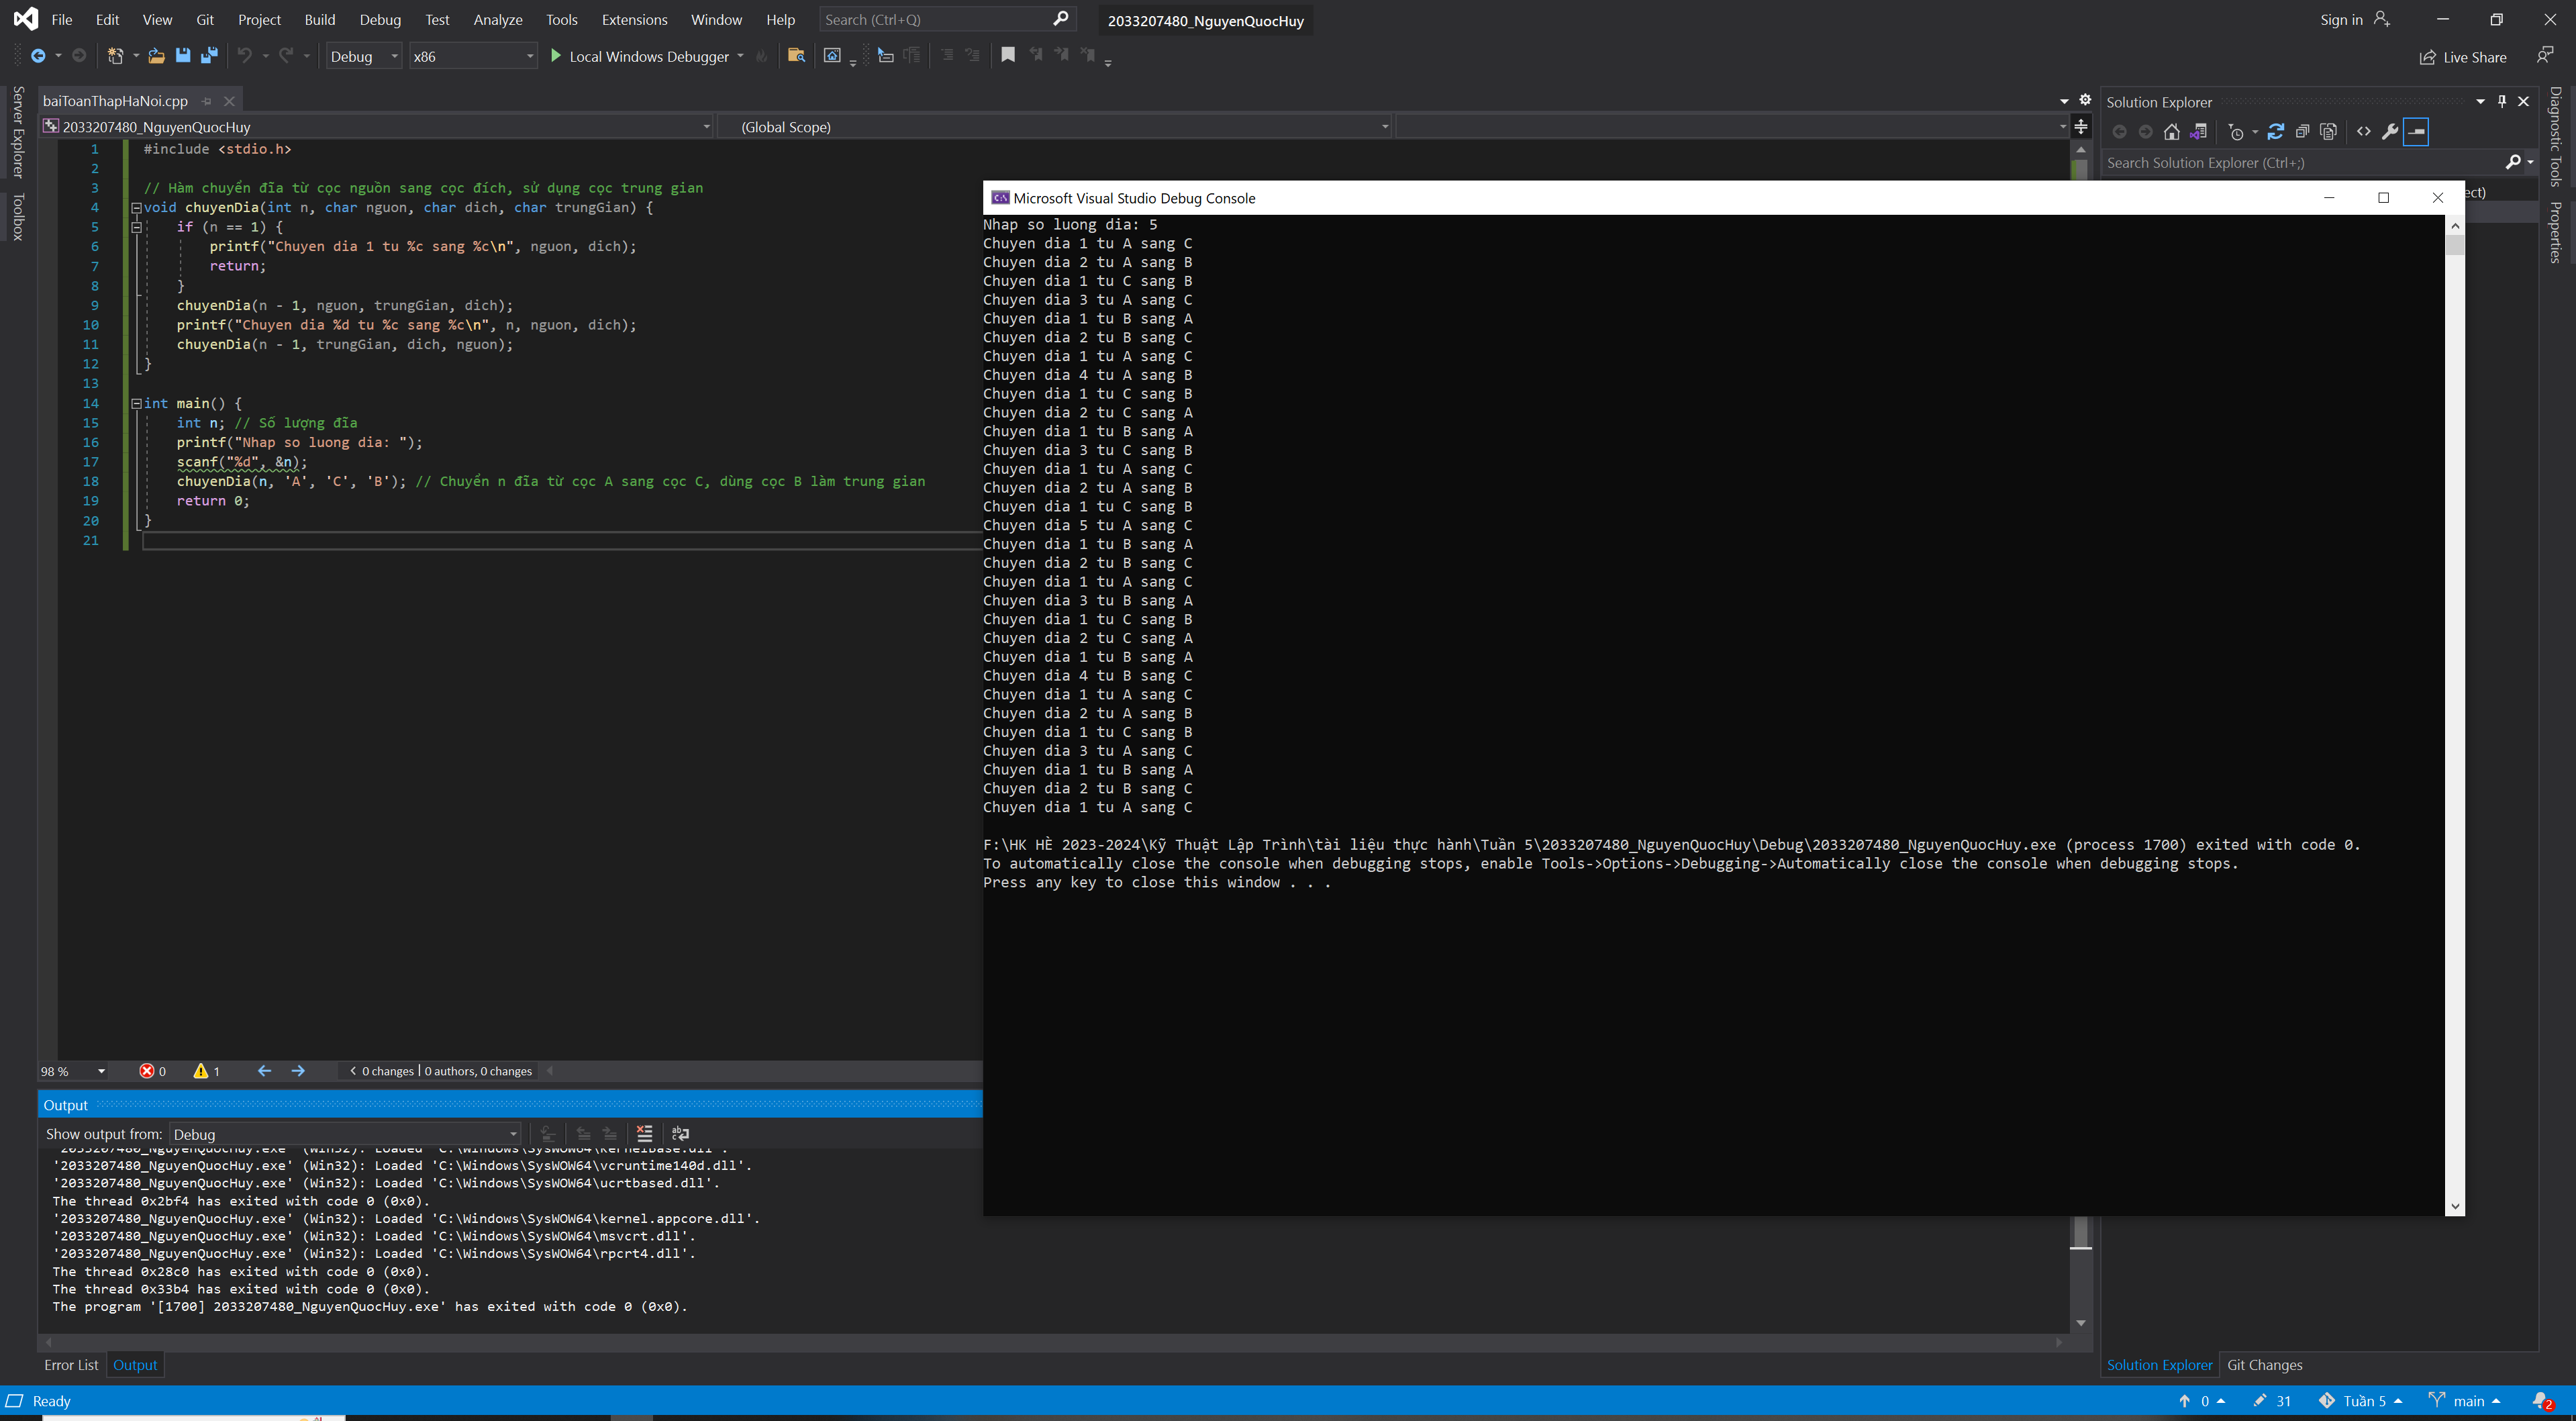 File Edit View Git Project Build Debug Test Analyze Tools Extensions Window Help Search (Ctrl+Q) 2033207480_NguyenQuocHuy Sign in
Debug x86 Local Windows Debugger Live Share
Server Explorer
Toolbox
baiToanThapHaNoi.cpp
2033207480_NguyenQuocHuy (Global Scope)
1 #include <stdio.h>
2
3 // Hàm chuyển đĩa từ cọc nguồn sang cọc đích, sử dụng cọc trung gian
4 void chuyenDia(int n, char nguon, char dich, char trungGian) {
5 if (n == 1) {
6 printf("Chuyen dia 1 tu %c sang %c\n", nguon, dich);
7 return;
8 }
9 chuyenDia(n - 1, nguon, trungGian, dich);
10 printf("Chuyen dia %d tu %c sang %c\n", n, nguon, dich);
11 chuyenDia(n - 1, trungGian, dich, nguon);
12 }
13
14 int main() {
15 int n; // Số lượng đĩa
16 printf("Nhap so luong dia: ");
17 scanf("%d", &n);
18 chuyenDia(n, 'A', 'C', 'B'); // Chuyển n đĩa từ cọc A sang cọc C, dùng cọc B làm trung gian
19 return 0;
20 }
21
98 % 0 1 0 changes | 0 authors, 0 changes
Microsoft Visual Studio Debug Console
Nhap so luong dia: 5
Chuyen dia 1 tu A sang C
Chuyen dia 2 tu A sang B
Chuyen dia 1 tu C sang B
Chuyen dia 3 tu A sang C
Chuyen dia 1 tu B sang A
Chuyen dia 2 tu B sang C
Chuyen dia 1 tu A sang C
Chuyen dia 4 tu A sang B
Chuyen dia 1 tu C sang B
Chuyen dia 2 tu C sang A
Chuyen dia 1 tu B sang A
Chuyen dia 3 tu C sang B
Chuyen dia 1 tu A sang C
Chuyen dia 2 tu A sang B
Chuyen dia 1 tu C sang B
Chuyen dia 5 tu A sang C
Chuyen dia 1 tu B sang A
Chuyen dia 2 tu B sang C
Chuyen dia 1 tu A sang C
Chuyen dia 3 tu B sang A
Chuyen dia 1 tu C sang B
Chuyen dia 2 tu C sang A
Chuyen dia 1 tu B sang A
Chuyen dia 4 tu B sang C
Chuyen dia 1 tu A sang C
Chuyen dia 2 tu A sang B
Chuyen dia 1 tu C sang B
Chuyen dia 3 tu A sang C
Chuyen dia 1 tu B sang A
Chuyen dia 2 tu B sang C
Chuyen dia 1 tu A sang C
F:\HK HÈ 2023-2024\Kỹ Thuật Lập Trình\tài liệu thực hành\Tuần 5\2033207480_NguyenQuocHuy\Debug\2033207480_NguyenQuocHuy.exe (process 1700) exited with code 0.
To automatically close the console when debugging stops, enable Tools->Options->Debugging->Automatically close the console when debugging stops.
Press any key to close this window . . .
Solution Explorer
Search Solution Explorer (Ctrl+;)
ect)
Diagnostic Tools
Properties
Output
Show output from: Debug
'2033207480_NguyenQuocHuy.exe' (Win32): Loaded 'C:\Windows\SysWOW64\KernelBase.dll'.
'2033207480_NguyenQuocHuy.exe' (Win32): Loaded 'C:\Windows\SysWOW64\vcruntime140d.dll'.
'2033207480_NguyenQuocHuy.exe' (Win32): Loaded 'C:\Windows\SysWOW64\ucrtbased.dll'.
The thread 0x2bf4 has exited with code 0 (0x0).
'2033207480_NguyenQuocHuy.exe' (Win32): Loaded 'C:\Windows\SysWOW64\kernel.appcore.dll'.
'2033207480_NguyenQuocHuy.exe' (Win32): Loaded 'C:\Windows\SysWOW64\msvcrt.dll'.
'2033207480_NguyenQuocHuy.exe' (Win32): Loaded 'C:\Windows\SysWOW64\rpcrt4.dll'.
The thread 0x28c0 has exited with code 0 (0x0).
The thread 0x33b4 has exited with code 0 (0x0).
The program '[1700] 2033207480_NguyenQuocHuy.exe' has exited with code 0 (0x0).
Error List Output
Solution Explorer Git Changes
Ready 0 31 Tuần 5 main 2